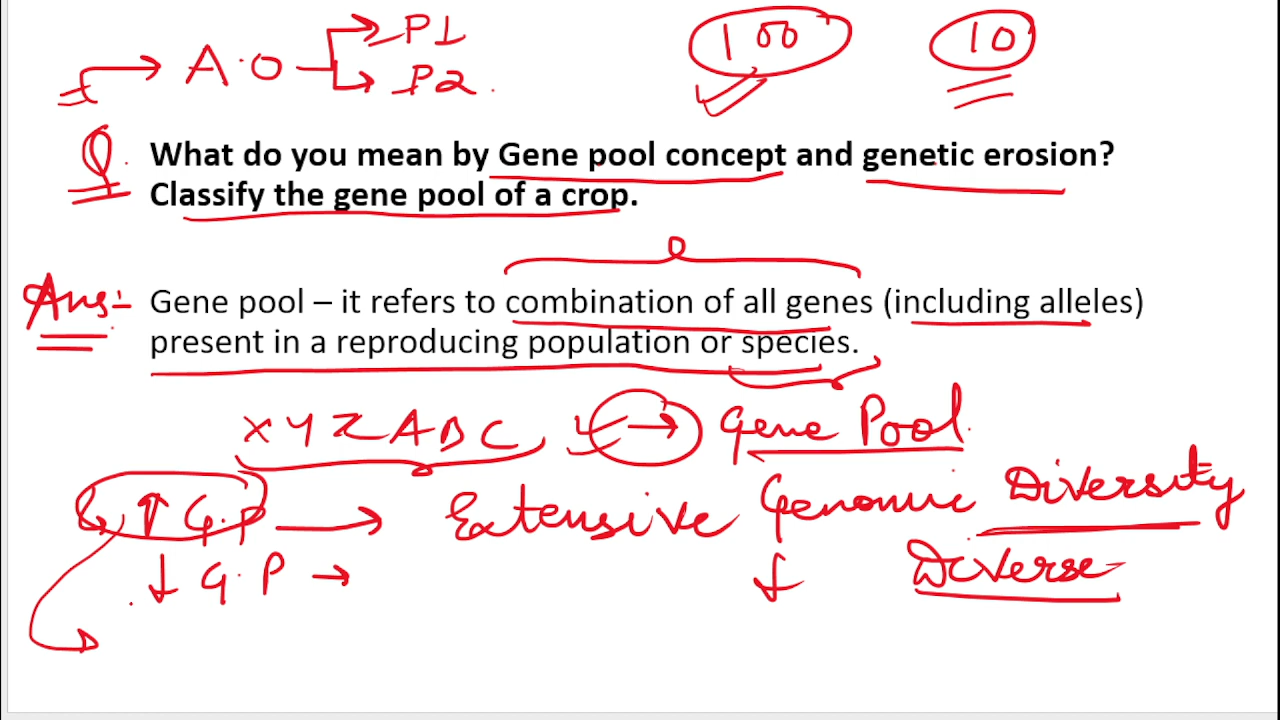 A.O → P1
→ P2
100
10
Q. What do you mean by Gene pool concept and genetic erosion?
Classify the gene pool of a crop.
Ans:- Gene pool – it refers to combination of all genes (including alleles)
present in a reproducing population or species.
X Y Z A B C → Gene Pool
↑ G.P → Extensive Genomic Diversity
↓ G.P → ↓ Diverse